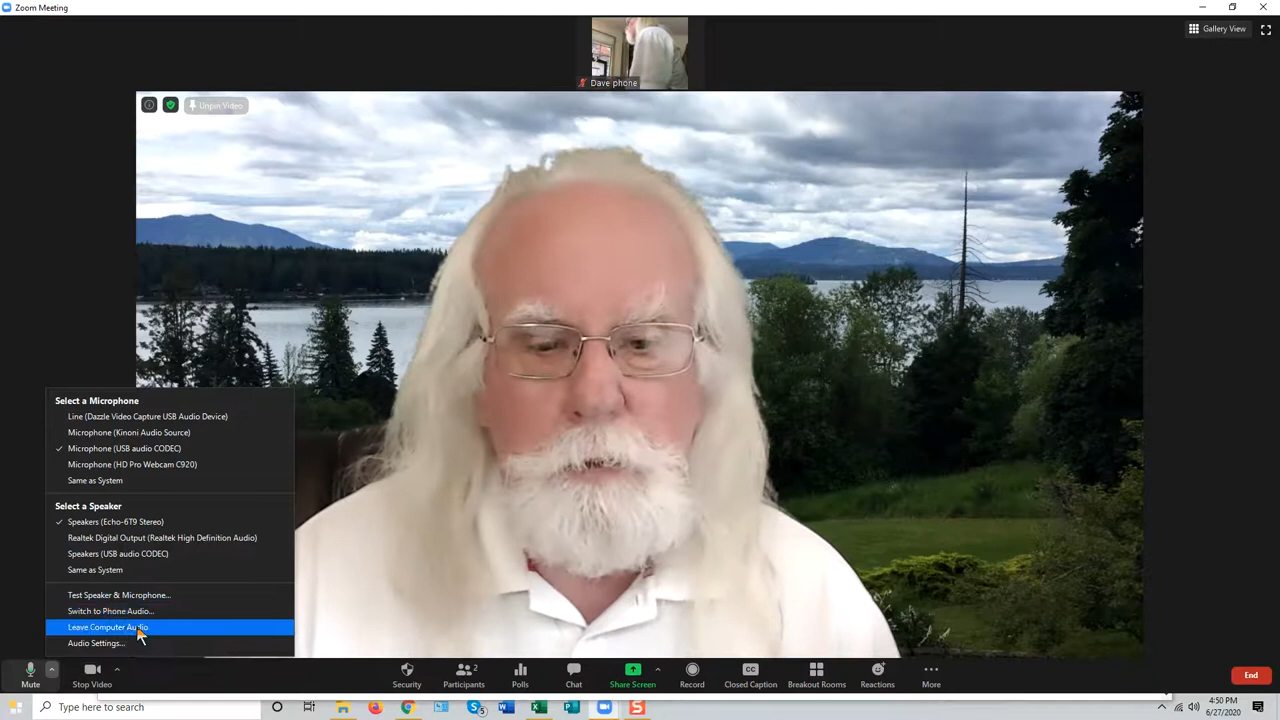 Zoom Meeting
Gallery View
Dave phone
Unpin Video
Select a Microphone
Line (Dazzle Video Capture USB Audio Device)
Microphone (Kinoni Audio Source)
Microphone (USB audio CODEC)
Microphone (HD Pro Webcam C920)
Same as System
Select a Speaker
Speakers (Echo-6T9 Stereo)
Realtek Digital Output (Realtek High Definition Audio)
Speakers (USB audio CODEC)
Same as System
Test Speaker & Microphone...
Switch to Phone Audio...
Leave Computer Audio
Audio Settings...
Mute
Stop Video
Security
Participants 2
Polls
Chat
Share Screen
Record
CC
Closed Caption
Breakout Rooms
Reactions
More
End
Type here to search
5
W
X
P
S
4:50 PM
6/27/2020